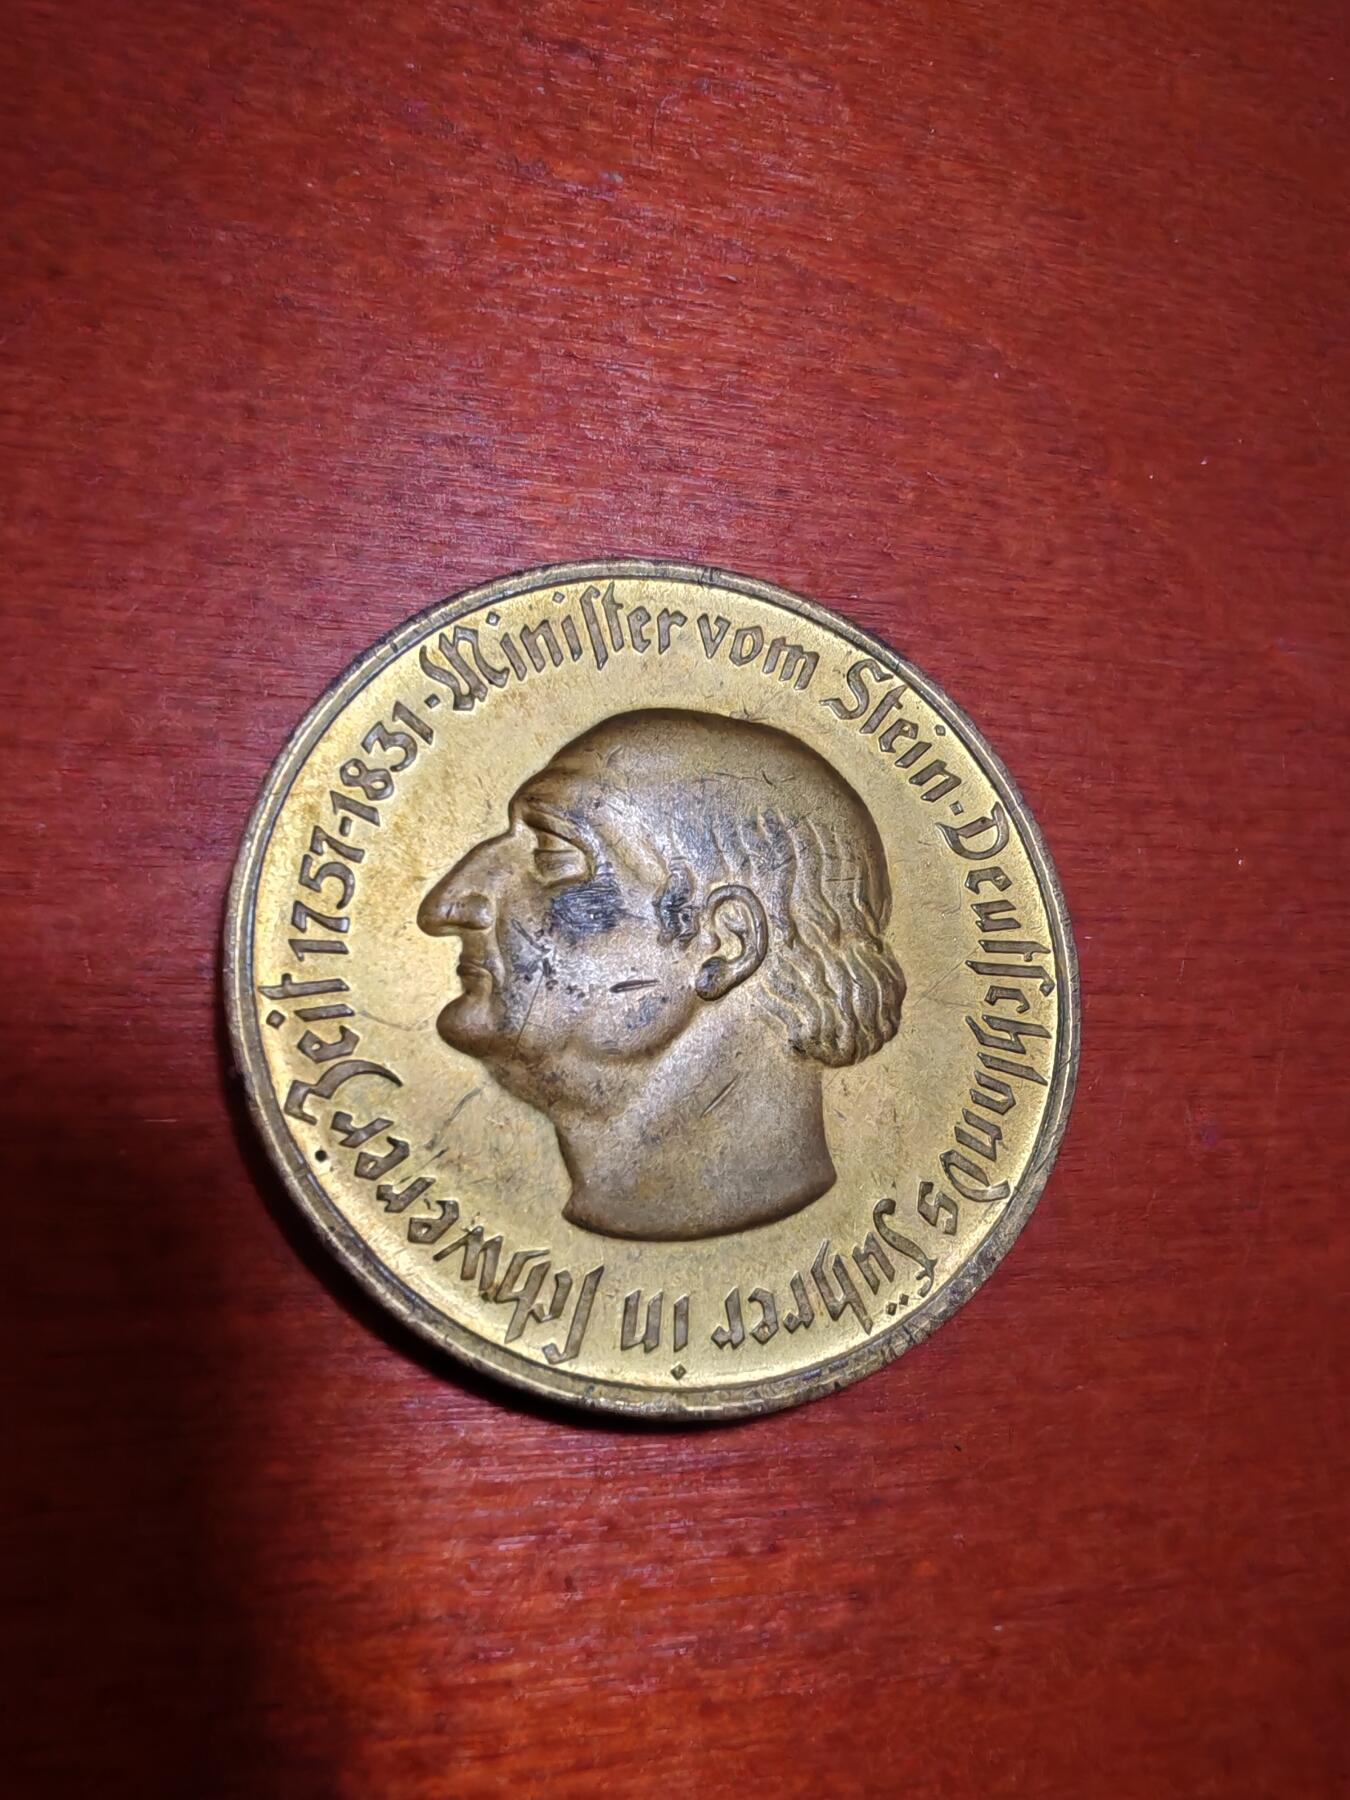 Minister vom Stein · Deutschlands Führer in schwerer Zeit 1757-1831 ·